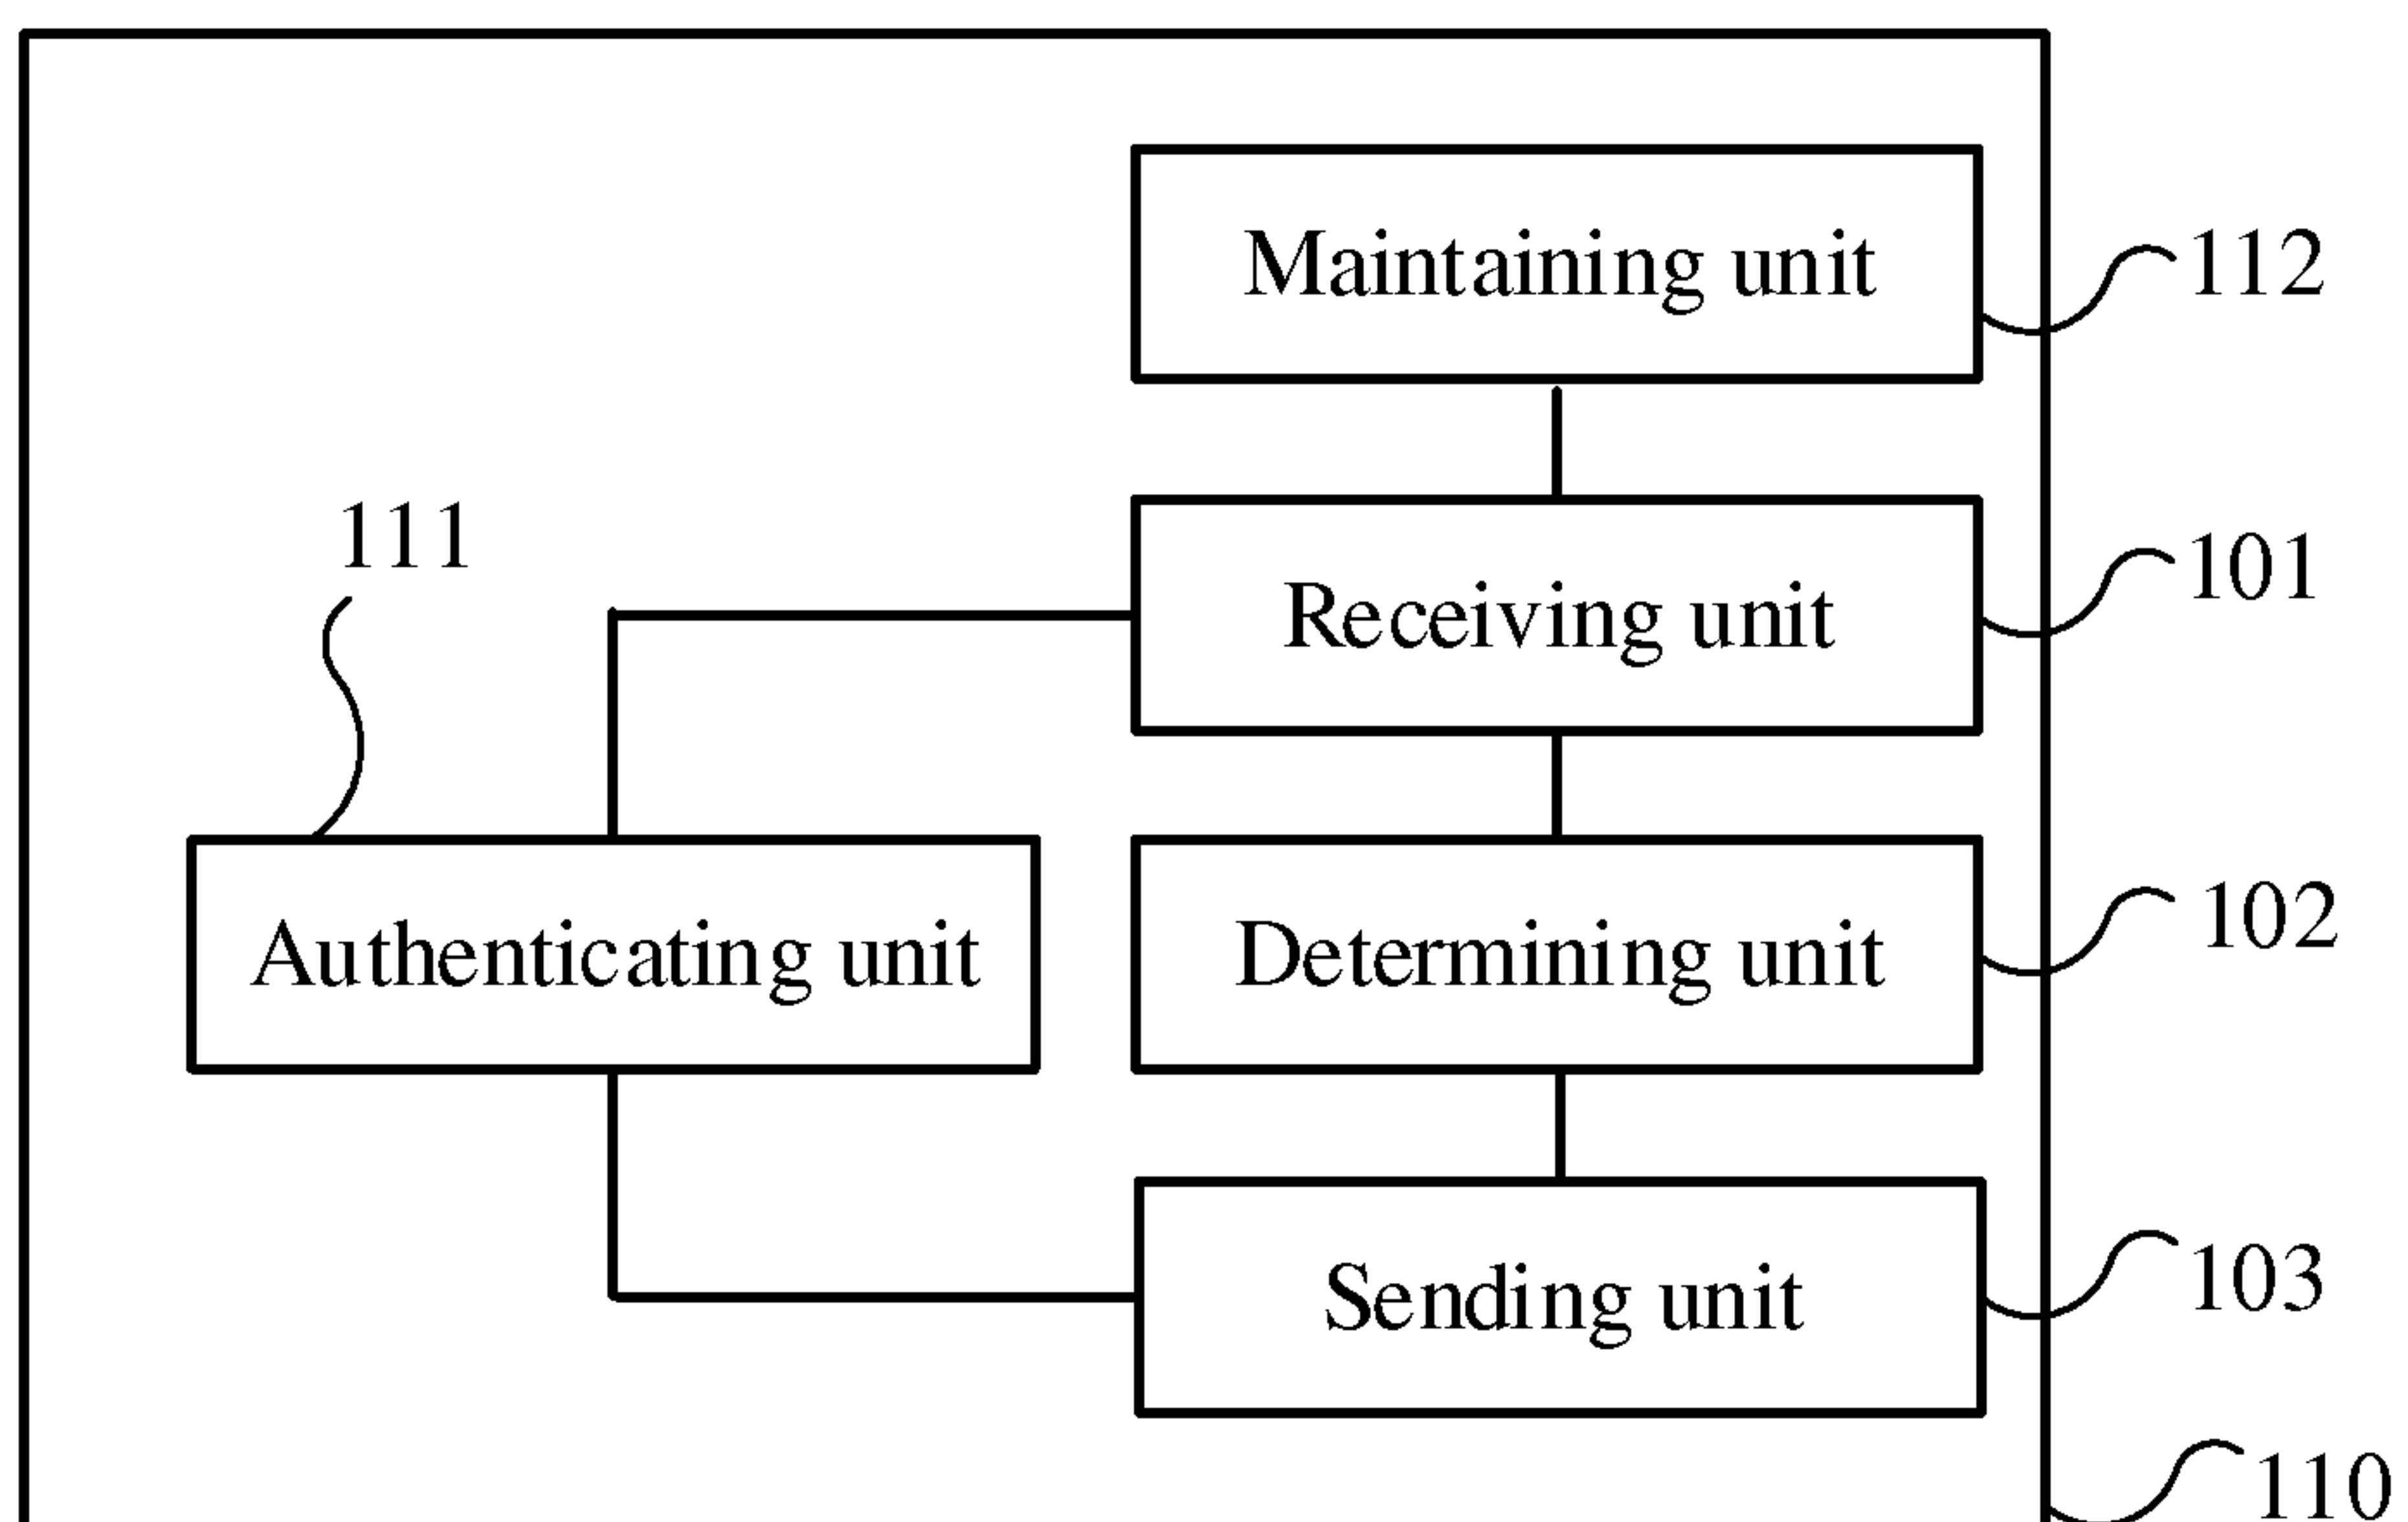 Maintaining unit
112
111
Receiving unit
101
Authenticating unit
Determining unit
102
Sending unit
103
110